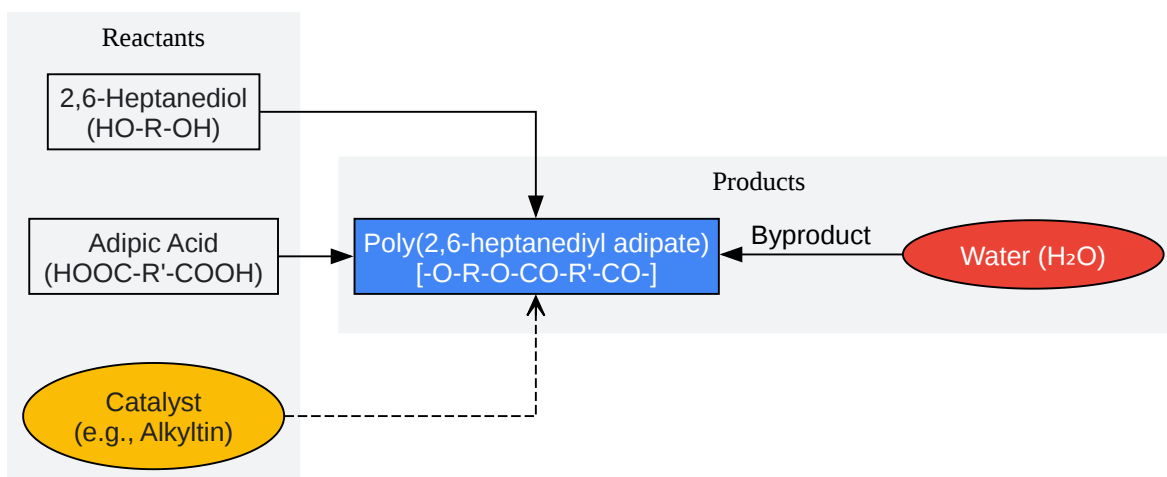 Reactants
2,6-Heptanediol
(HO-R-OH)
Products
Adipic Acid
(HOOC-R'-COOH)
Poly(2,6-heptanediyl adipate)
[-O-R-O-CO-R'-CO-]
Byproduct
Water (H₂O)
Catalyst
(e.g., Alkyltin)